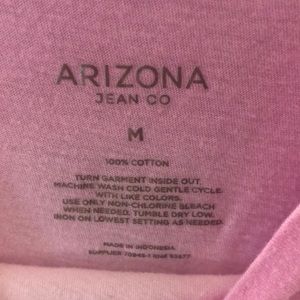 ARIZONA
JEAN CO
M
100% COTTON
TURN GARMENT INSIDE OUT.
MACHINE WASH COLD GENTLE CYCLE.
WITH LIKE COLORS.
USE ONLY NON-CHLORINE BLEACH
WHEN NEEDED. TUMBLE DRY LOW.
IRON ON LOWEST SETTING AS NEEDED.
MADE IN INDONESIA
SUPPLIER